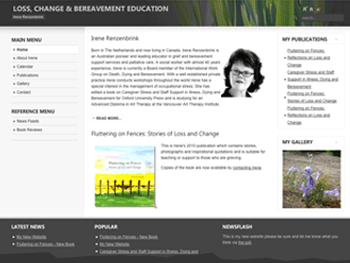 LOSS, CHANGE & BEREAVEMENT EDUCATION
Irene Renzenbrink
MAIN MENU
Home
About Irene
Calendar
Publications
Gallery
Contact
REFERENCE MENU
News Feeds
Book Reviews
Irene Renzenbrink
Born in The Netherlands and now living in Canada, Irene Renzenbrink is
an Australian pioneer and leading educator in grief and bereavement
support services and palliative care. A social worker with almost 40 years
experience, Irene is currently a Board member of the International Work
Group on Death, Dying and Bereavement. With a well established private
practice Irene conducts workshops throughout the world. Irene has a
special interest in the management of occupational stress. She has
edited a book on Caregiver Stress and Staff Support in Illness, Dying and
Bereavement for Oxford University Press and is studying for an
Advanced Diploma in Art Therapy at the Vancouver Art Therapy Institute.
READ MORE...
Fluttering on Fences: Stories of Loss and Change
Fluttering on Fences
This is Irene's 2010 publication which contains stories,
photographs and inspirational quotations and is suitable for
teaching or support to those who are grieving.
Copies of the book are now available by contacting Irene.
MY PUBLICATIONS
Fluttering on Fences:
Reflections on Loss and
Change
Caregiver Stress and Staff
Support in Illness, Dying and
Bereavement
Fluttering on Fences:
Stories of Loss and Change
Fluttering on Fences:
Reflections on Loss and
Change
MY GALLERY
LATEST NEWS
My New Website
Fluttering on Fences - New Book
POPULAR
Fluttering on Fences - New Book
My New Website
Caregiver Stress and Staff Support in Illness, Dying and
NEWSFLASH
This is my new website please be sure and let me know what you
think via the poll.